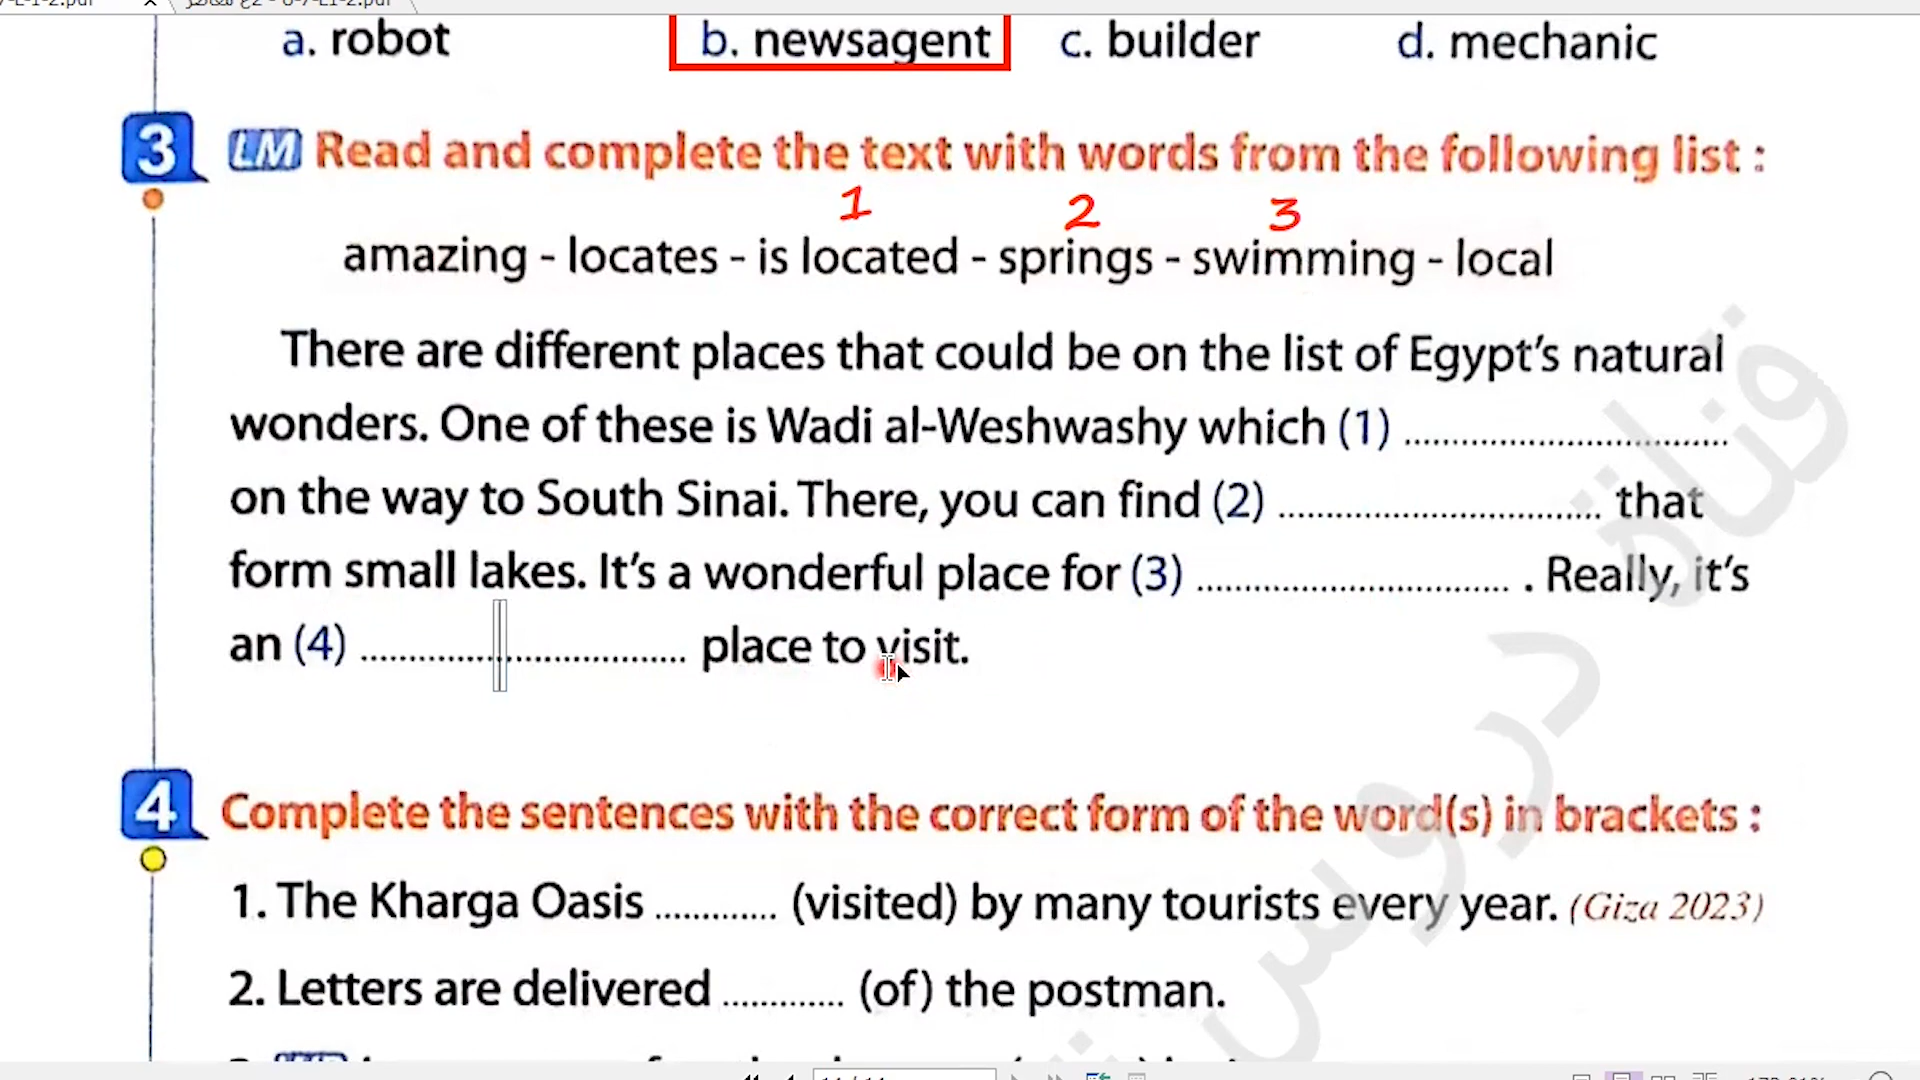 a. robot b. newsagent c. builder d. mechanic
3 LM Read and complete the text with words from the following list :
1 2 3
amazing - locates - is located - springs - swimming - local
There are different places that could be on the list of Egypt's natural
wonders. One of these is Wadi al-Weshwashy which (1) ................................
on the way to South Sinai. There, you can find (2) ................................ that
form small lakes. It's a wonderful place for (3) ............................... . Really, it's
an (4) ................................. place to visit.
4 Complete the sentences with the correct form of the word(s) in brackets :
1. The Kharga Oasis ............. (visited) by many tourists every year. (Giza 2023)
2. Letters are delivered ............. (of) the postman.
قناة دروس